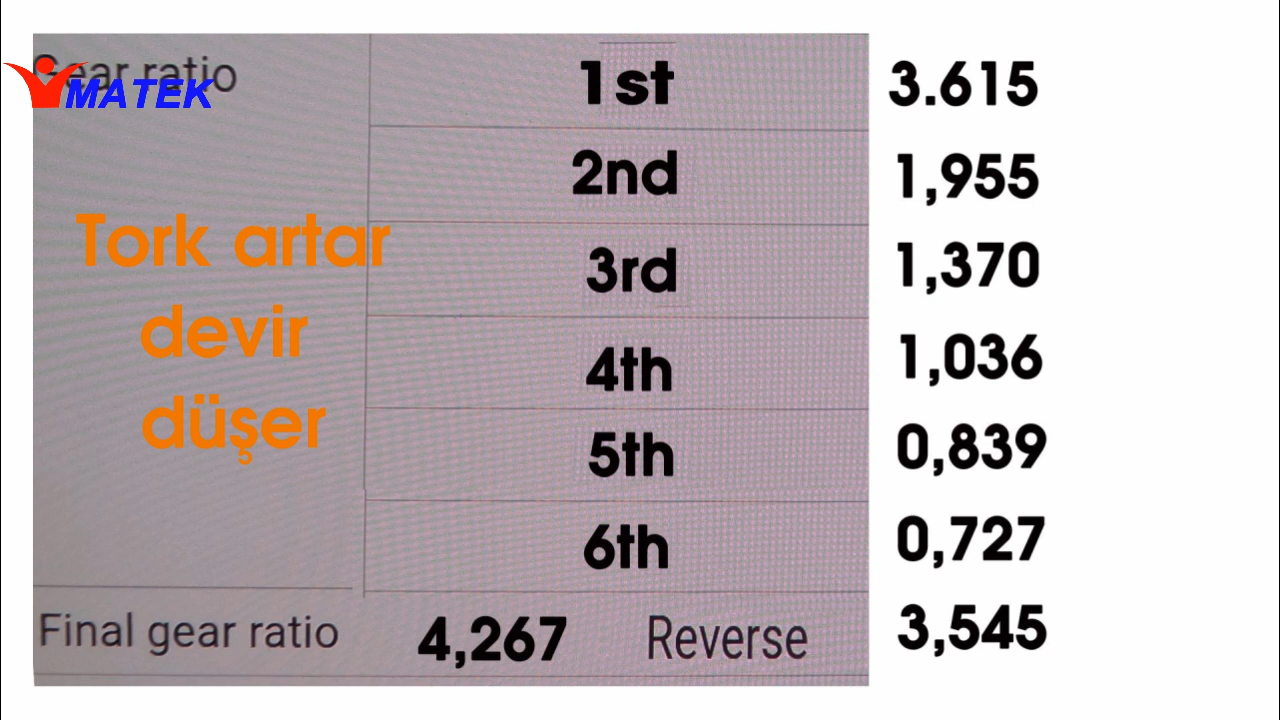 Gear ratio
MATEK
1st 3.615
2nd 1,955
3rd 1,370
4th 1,036
5th 0,839
6th 0,727
Tork artar
devir
düşer
Final gear ratio 4,267 Reverse 3,545